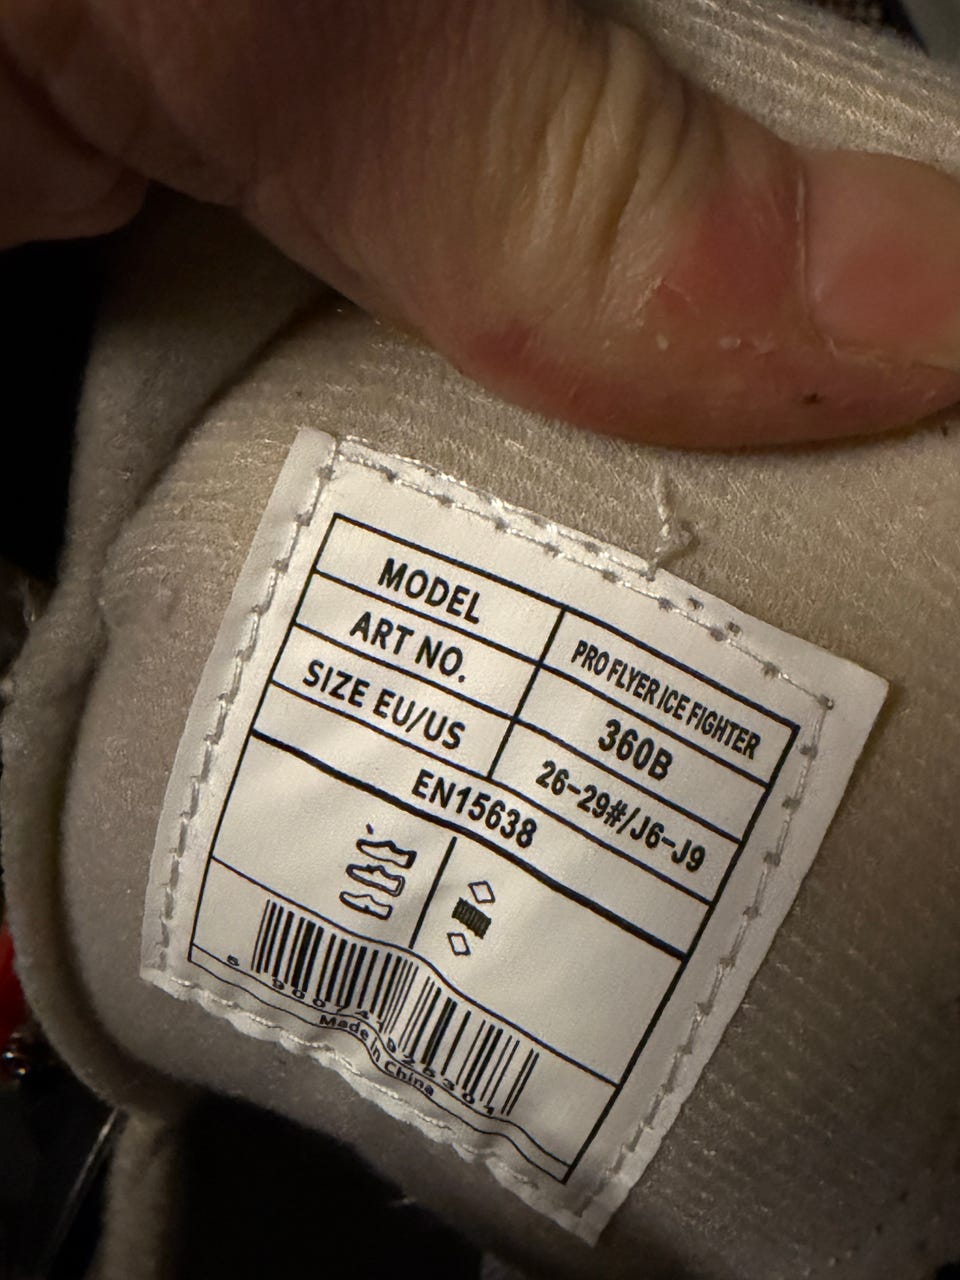 MODEL PRO FLYER ICE FIGHTER
ART NO. 360B
SIZE EU/US 26-29#/J6-J9
EN15638
Made in China